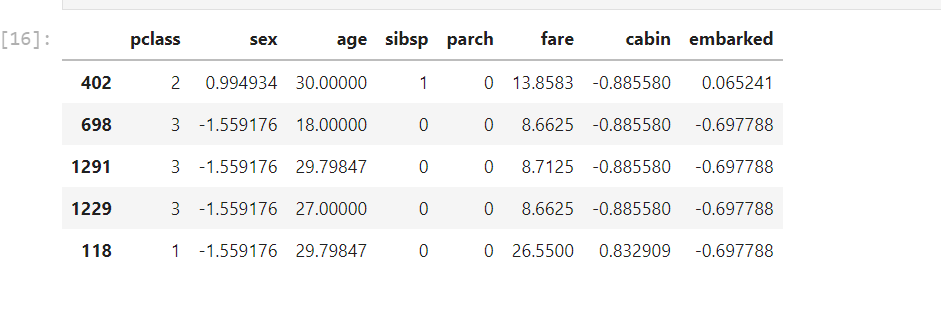 [16]: pclass sex age sibsp parch fare cabin embarked
402 2 0.994934 30.00000 1 0 13.8583 -0.885580 0.065241
698 3 -1.559176 18.00000 0 0 8.6625 -0.885580 -0.697788
1291 3 -1.559176 29.79847 0 0 8.7125 -0.885580 -0.697788
1229 3 -1.559176 27.00000 0 0 8.6625 -0.885580 -0.697788
118 1 -1.559176 29.79847 0 0 26.5500 0.832909 -0.697788